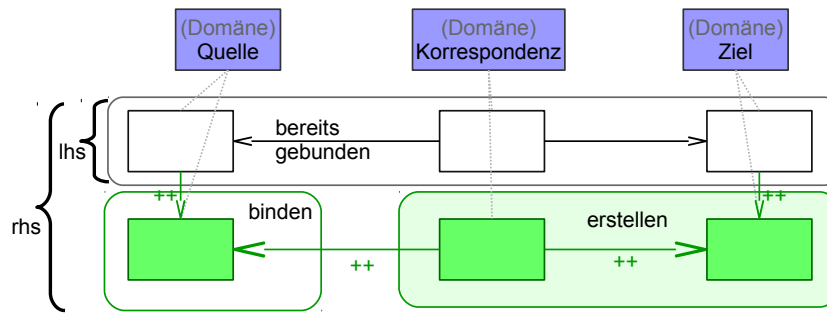 (Domäne)
Quelle
(Domäne)
Korrespondenz
(Domäne)
Ziel
lhs
rhs
bereits
gebunden
++
++
binden
erstellen
++
++